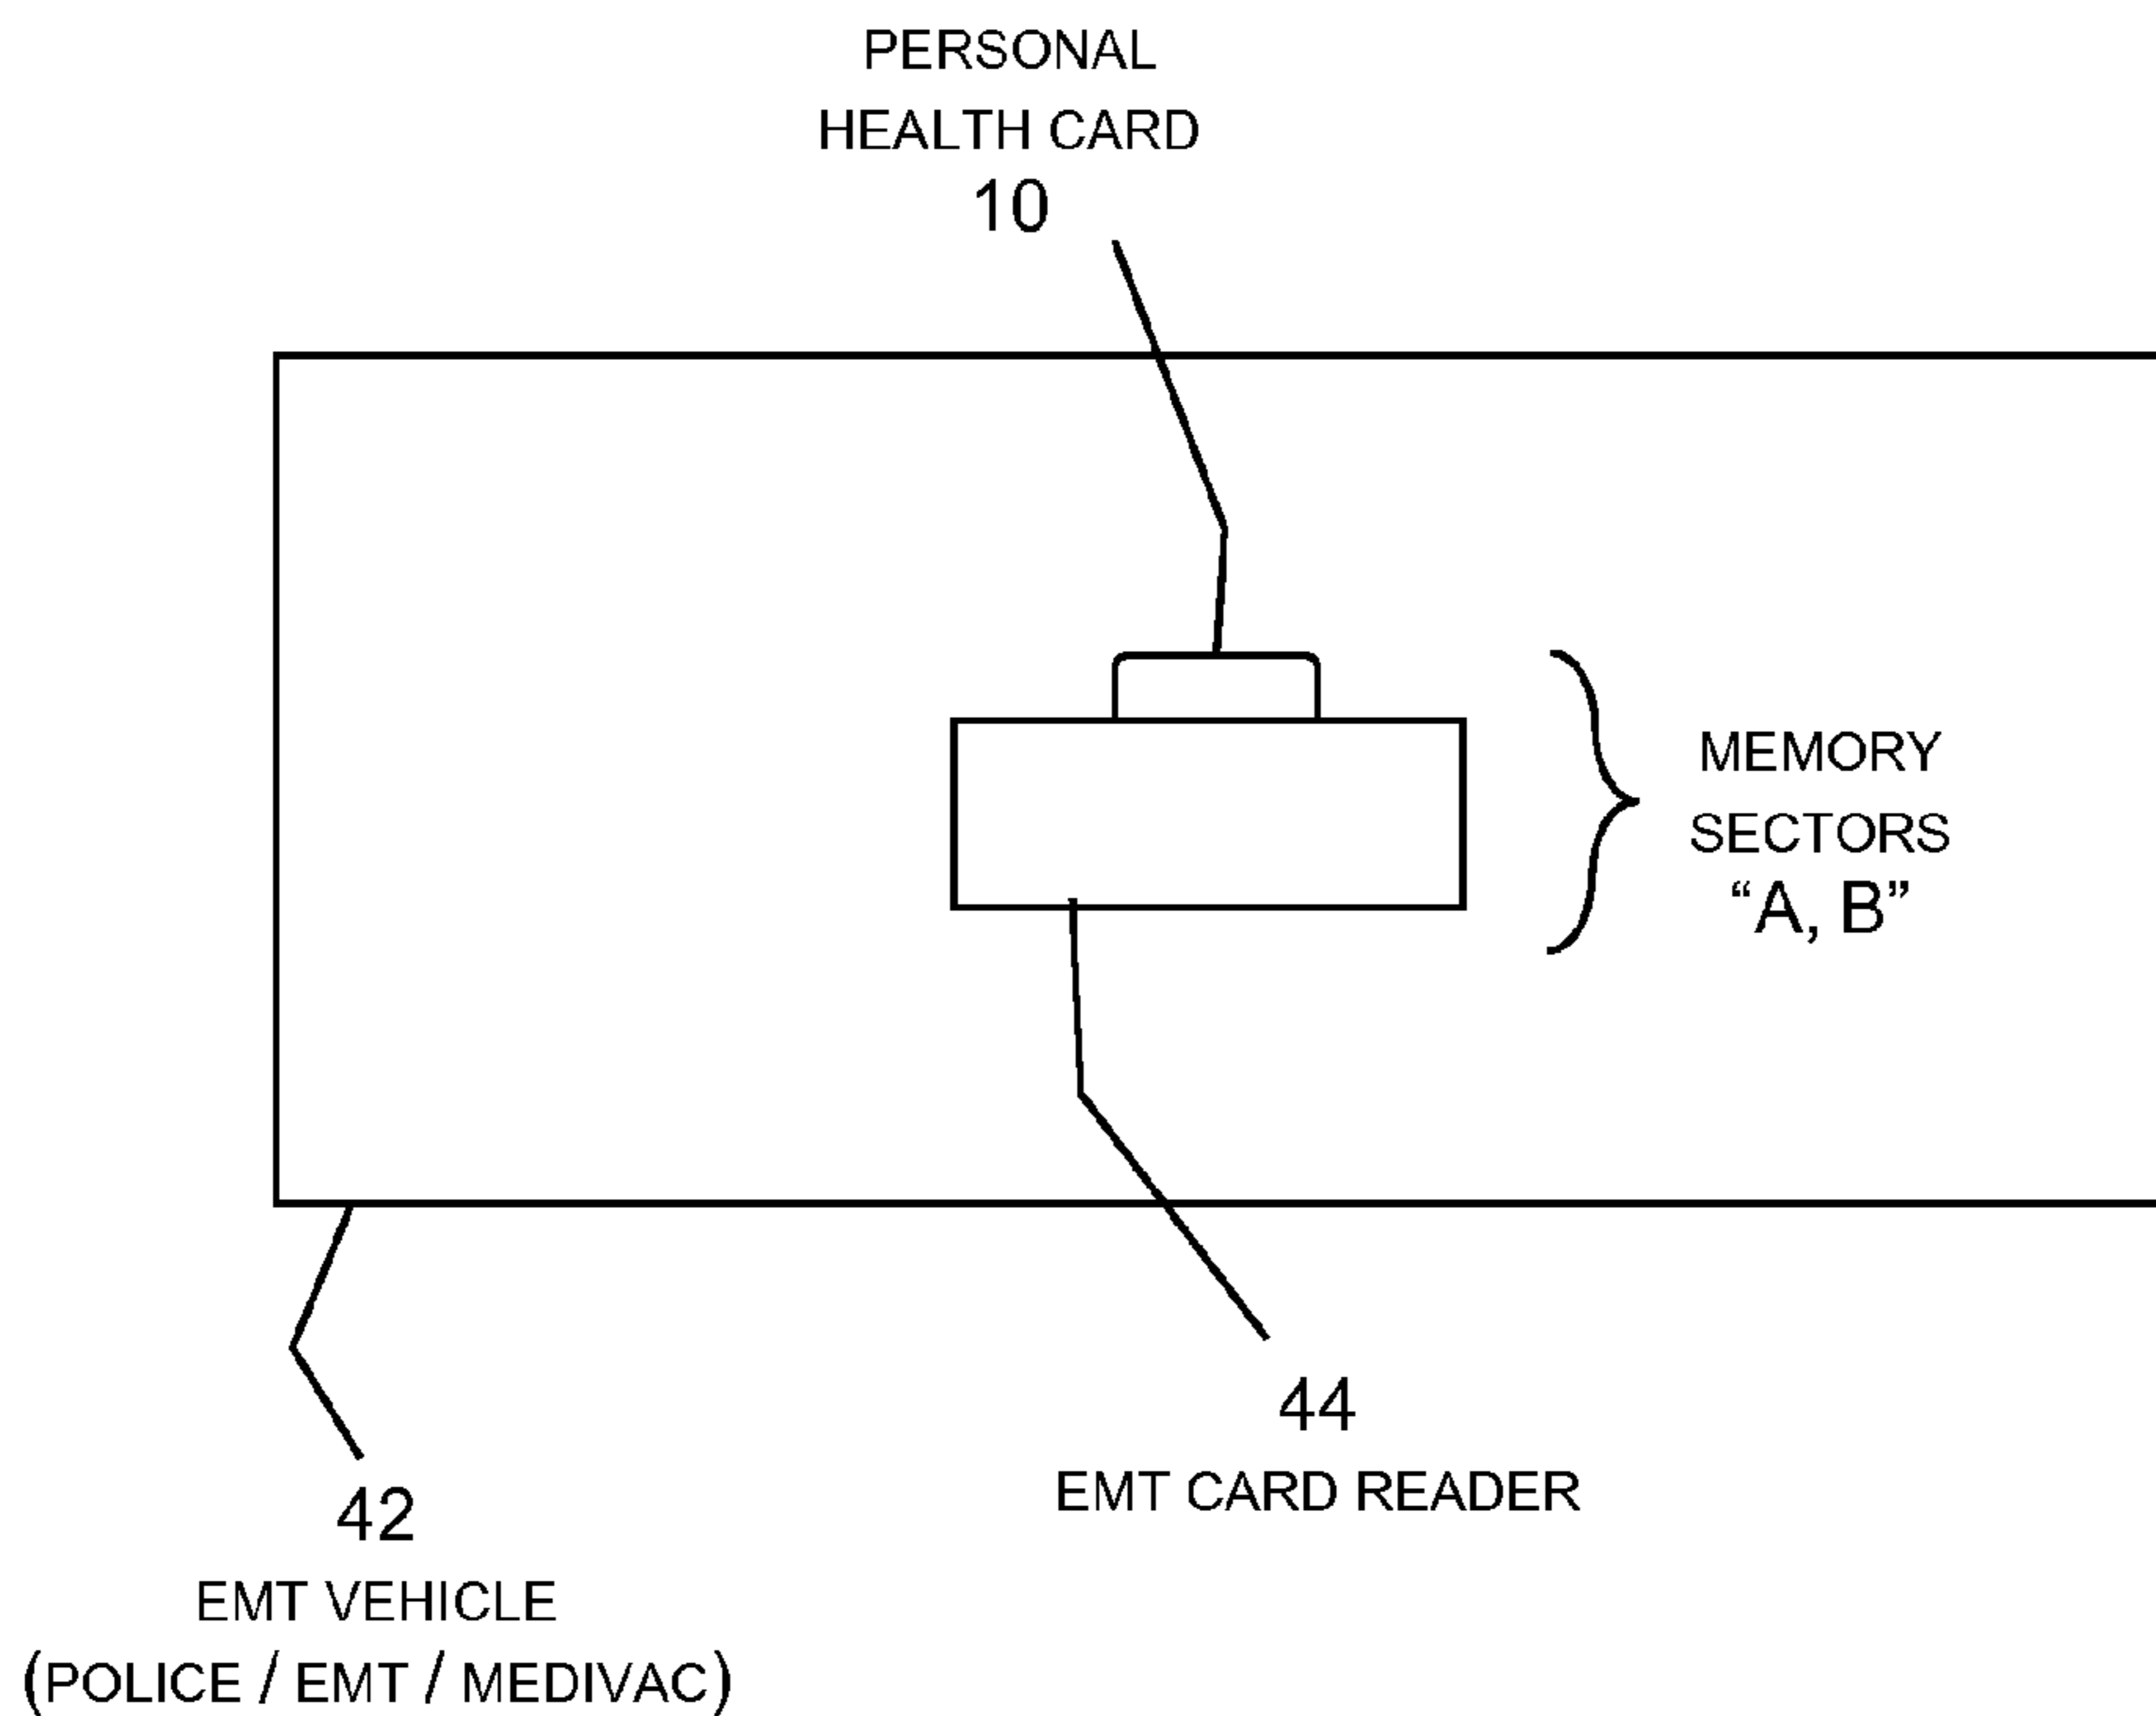 PERSONAL
HEALTH CARD
10
MEMORY
SECTORS
“A, B”
44
EMT CARD READER
42
EMT VEHICLE
(POLICE / EMT / MEDIVAC)